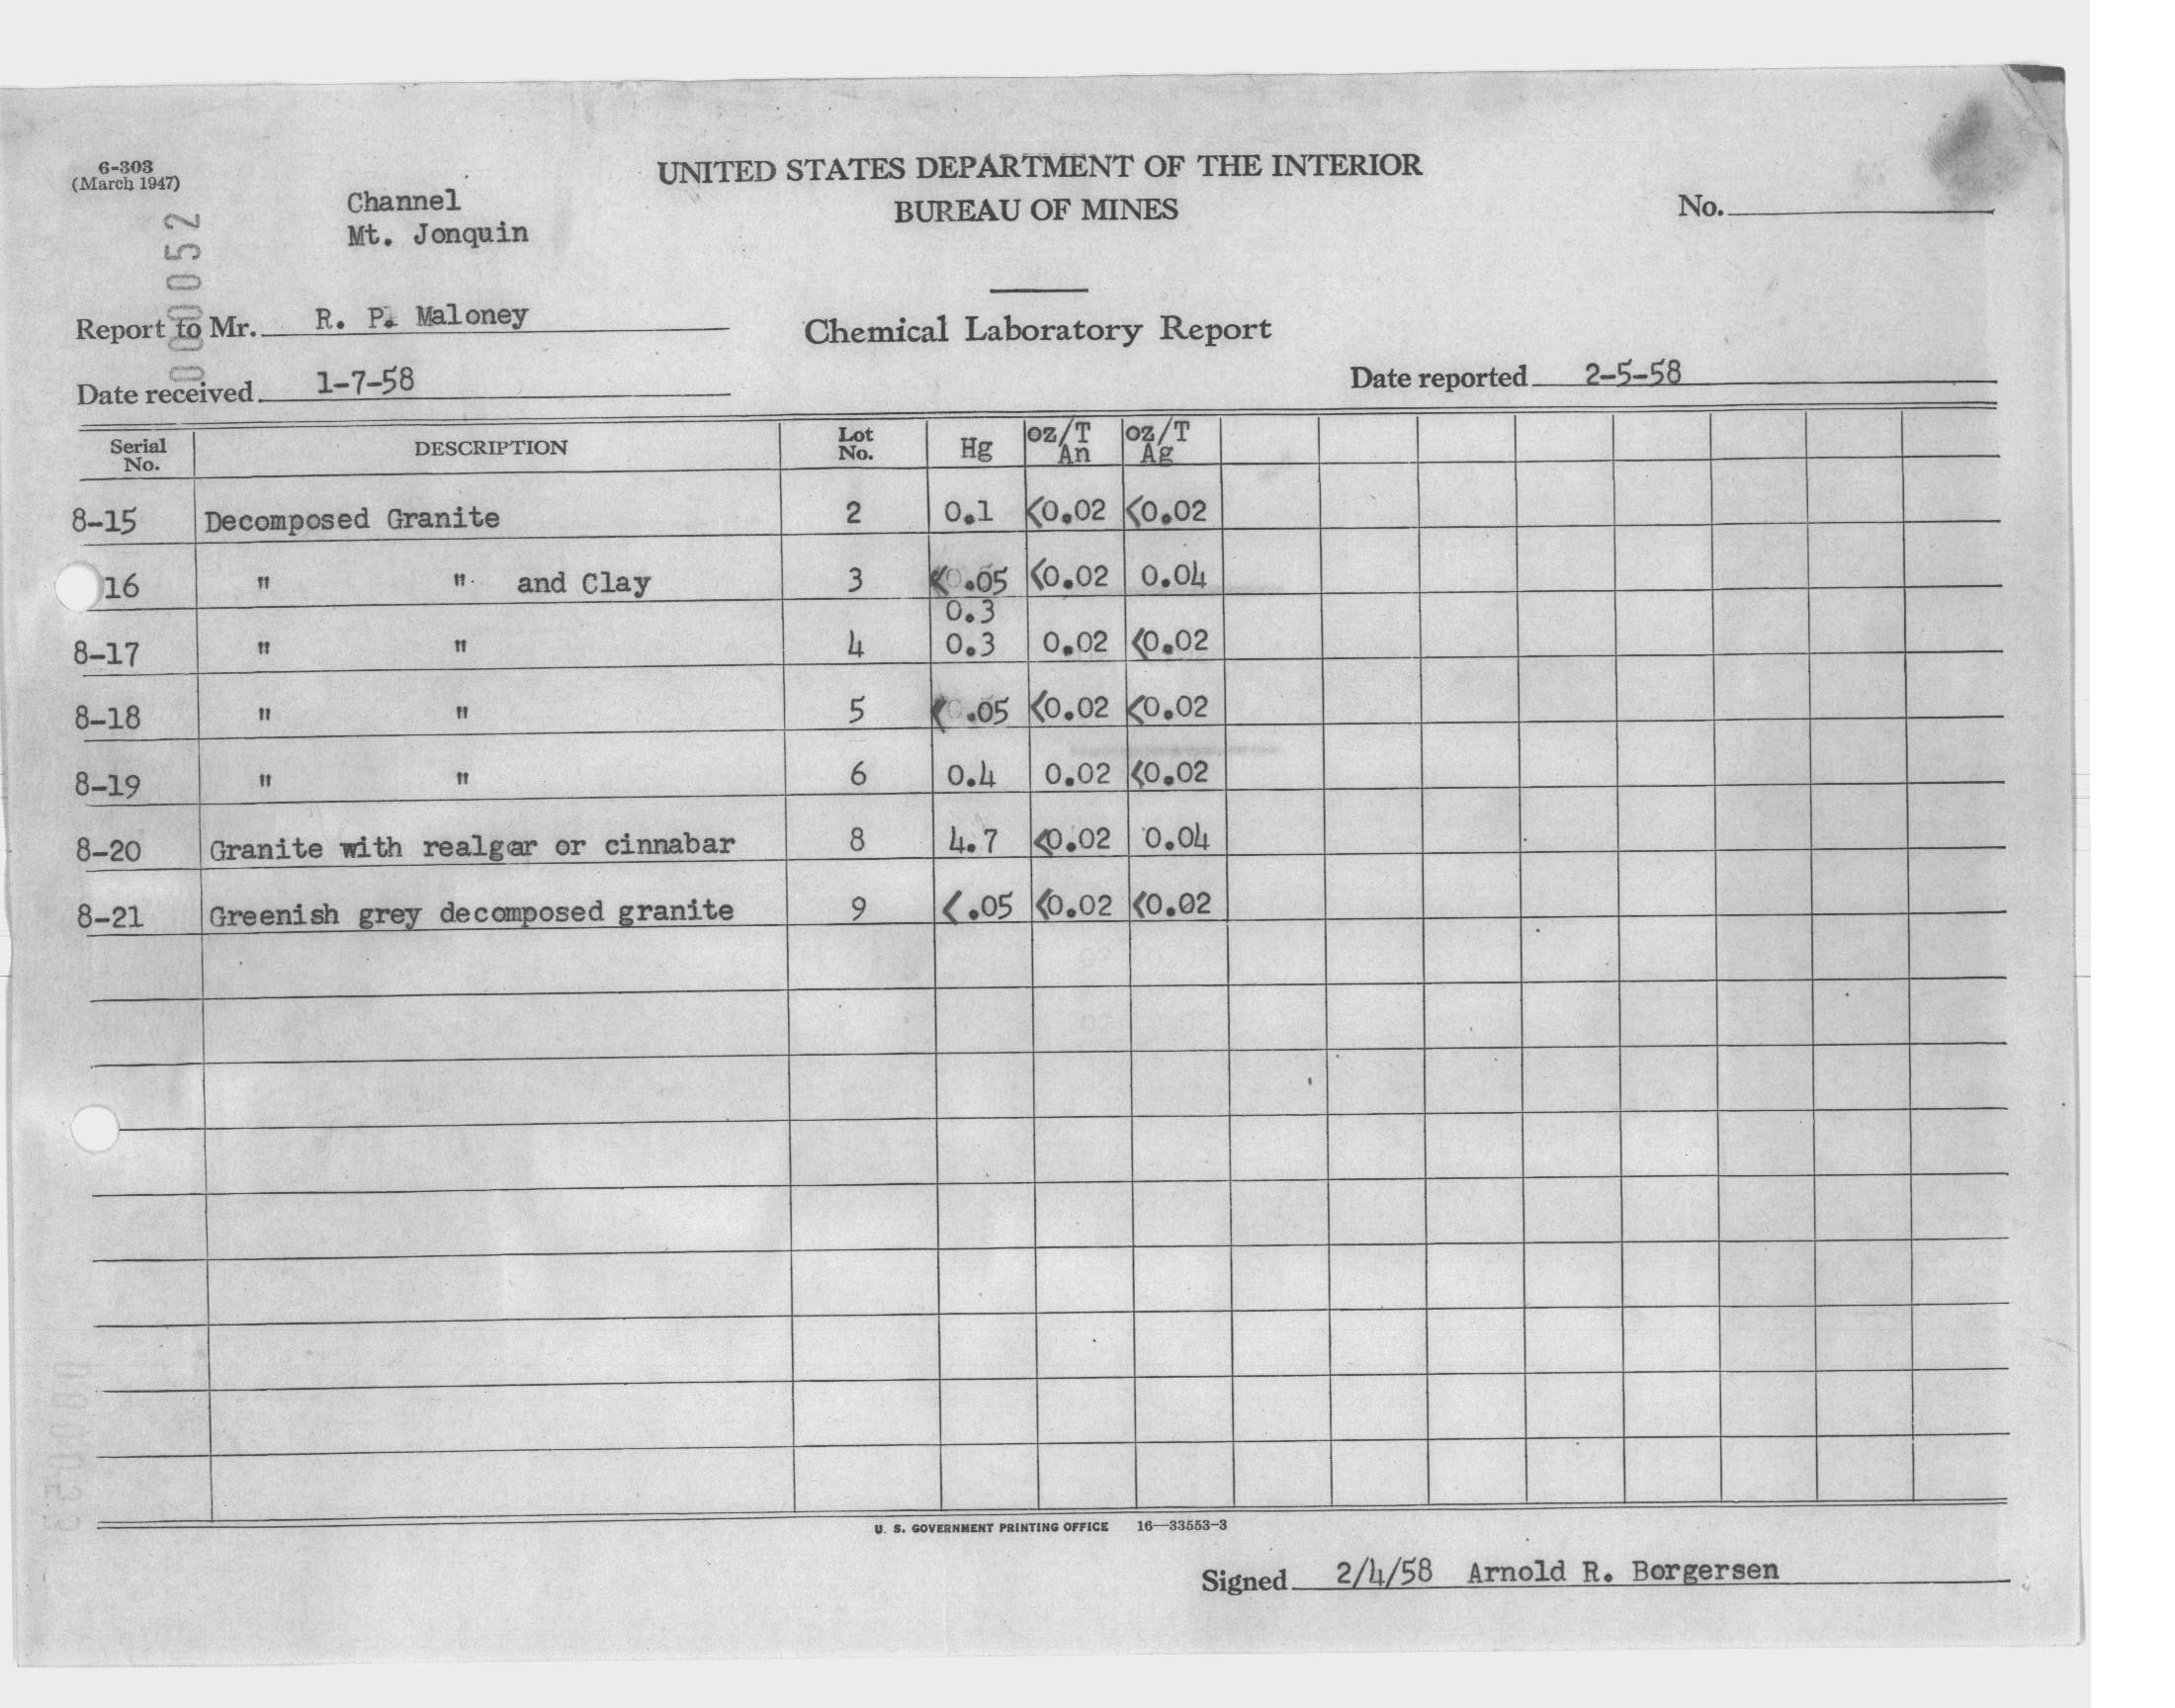 6-303
(March 1947)
000052
Channel
Mt. Jonquin
UNITED STATES DEPARTMENT OF THE INTERIOR
BUREAU OF MINES
No.
Report to Mr. R. P. Maloney
Chemical Laboratory Report
Date received 1-7-58
Date reported 2-5-58
Serial No. DESCRIPTION Lot No. Hg oz/T An oz/T Ag
8-15 Decomposed Granite 2 0.1 <0.02 <0.02
16 " " and Clay 3 <.05 <0.02 0.04
0.3
8-17 " " 4 0.3 0.02 <0.02
8-18 " " 5 <.05 <0.02 <0.02
8-19 " " 6 0.4 0.02 <0.02
8-20 Granite with realgar or cinnabar 8 4.7 <0.02 0.04
8-21 Greenish grey decomposed granite 9 <.05 <0.02 <0.02
U. S. GOVERNMENT PRINTING OFFICE 16—33553-3
Signed 2/4/58 Arnold R. Borgersen